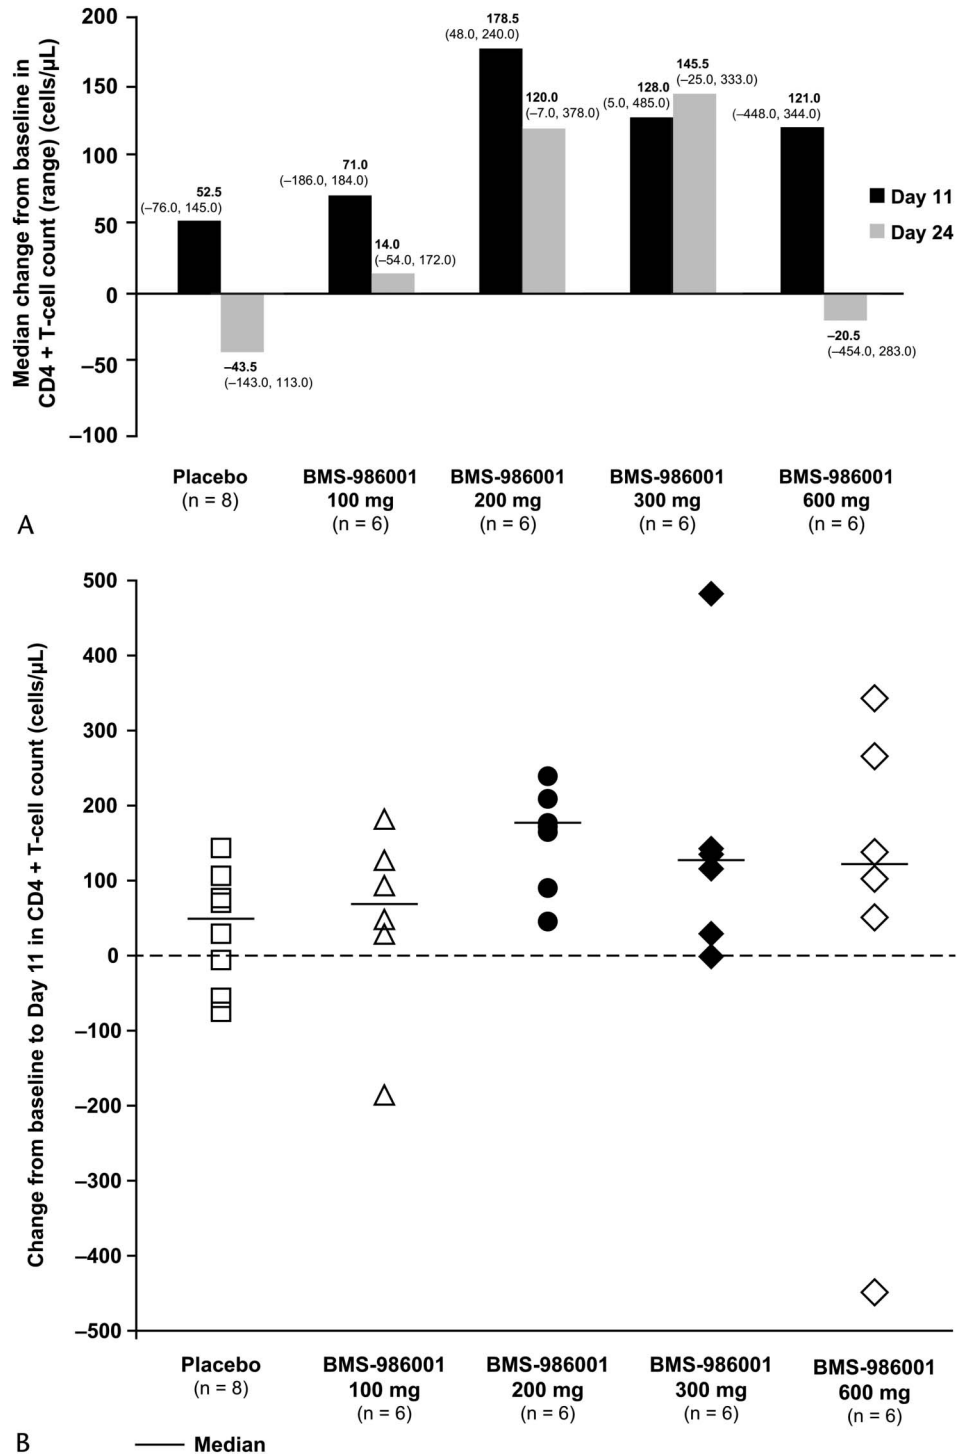 Median change from baseline in
CD4 + T-cell count (range) (cells/µL)
200
150
100
50
0
–50
–100
52.5
(–76.0, 145.0)
–43.5
(–143.0, 113.0)
71.0
(–186.0, 184.0)
14.0
(–54.0, 172.0)
178.5
(48.0, 240.0)
120.0
(–7.0, 378.0)
128.0
(5.0, 485.0)
145.5
(–25.0, 333.0)
121.0
(–448.0, 344.0)
–20.5
(–454.0, 283.0)
Day 11
Day 24
Placebo
(n = 8)
BMS-986001
100 mg
(n = 6)
BMS-986001
200 mg
(n = 6)
BMS-986001
300 mg
(n = 6)
BMS-986001
600 mg
(n = 6)
A
Change from baseline to Day 11 in CD4 + T-cell count (cells/µL)
500
400
300
200
100
0
–100
–200
–300
–400
–500
Placebo
(n = 8)
BMS-986001
100 mg
(n = 6)
BMS-986001
200 mg
(n = 6)
BMS-986001
300 mg
(n = 6)
BMS-986001
600 mg
(n = 6)
B
Median